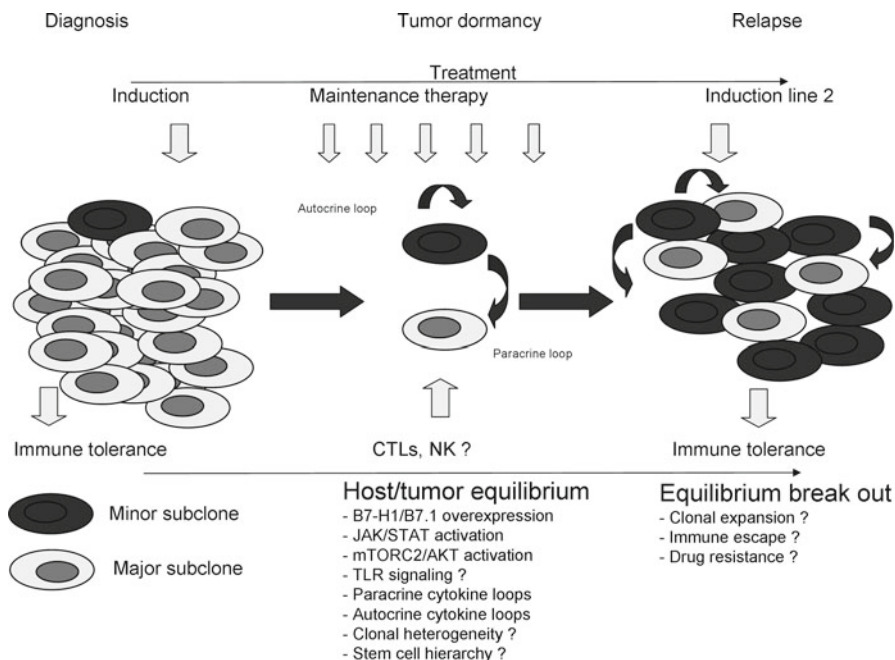 Diagnosis
Tumor dormancy
Relapse
Treatment
Induction
Maintenance therapy
Induction line 2
Autocrine loop
Paracrine loop
Immune tolerance
CTLs, NK ?
Immune tolerance
Minor subclone
Major subclone
Host/tumor equilibrium
- B7-H1/B7.1 overexpression
- JAK/STAT activation
- mTORC2/AKT activation
- TLR signaling ?
- Paracrine cytokine loops
- Autocrine cytokine loops
- Clonal heterogeneity ?
- Stem cell hierarchy ?
Equilibrium break out
- Clonal expansion ?
- Immune escape ?
- Drug resistance ?